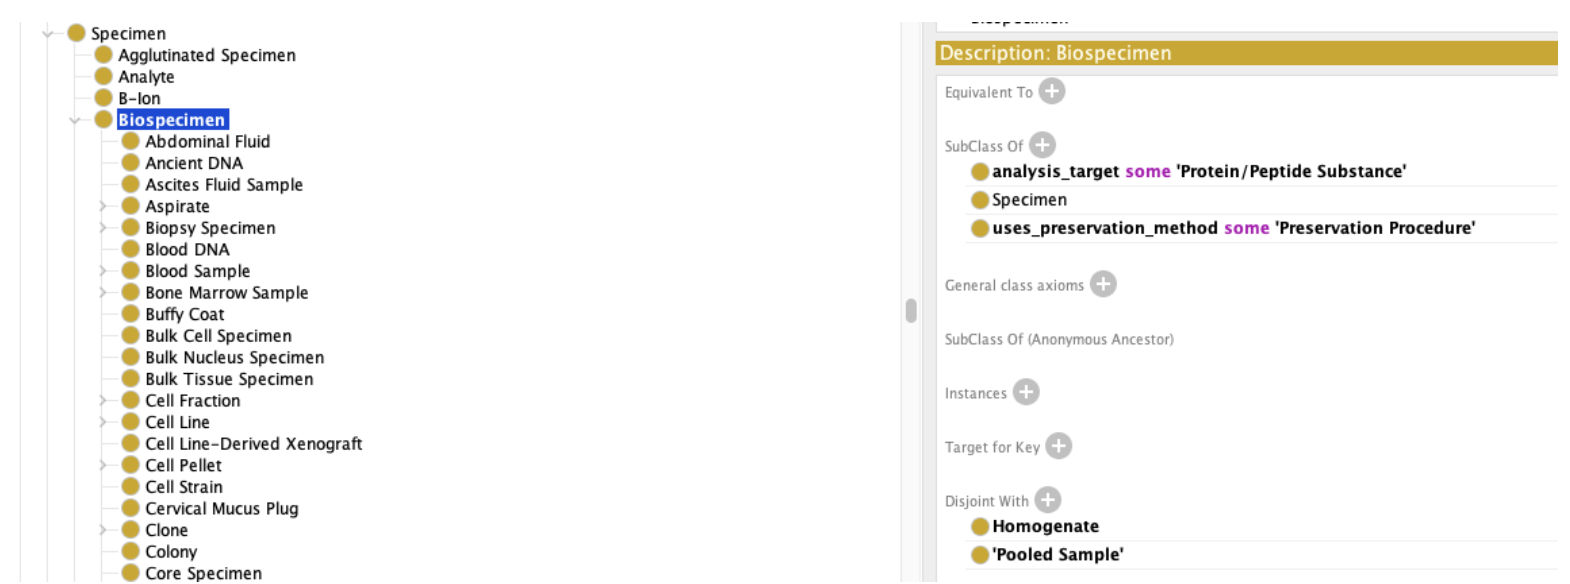 Specimen
Agglutinated Specimen
Analyte
B-Ion
Biospecimen
Abdominal Fluid
Ancient DNA
Ascites Fluid Sample
Aspirate
Biopsy Specimen
Blood DNA
Blood Sample
Bone Marrow Sample
Buffy Coat
Bulk Cell Specimen
Bulk Nucleus Specimen
Bulk Tissue Specimen
Cell Fraction
Cell Line
Cell Line-Derived Xenograft
Cell Pellet
Cell Strain
Cervical Mucus Plug
Clone
Colony
Core Specimen
Description: Biospecimen
Equivalent To
SubClass Of
analysis_target some 'Protein/Peptide Substance'
Specimen
uses_preservation_method some 'Preservation Procedure'
General class axioms
SubClass Of (Anonymous Ancestor)
Instances
Target for Key
Disjoint With
Homogenate
'Pooled Sample'